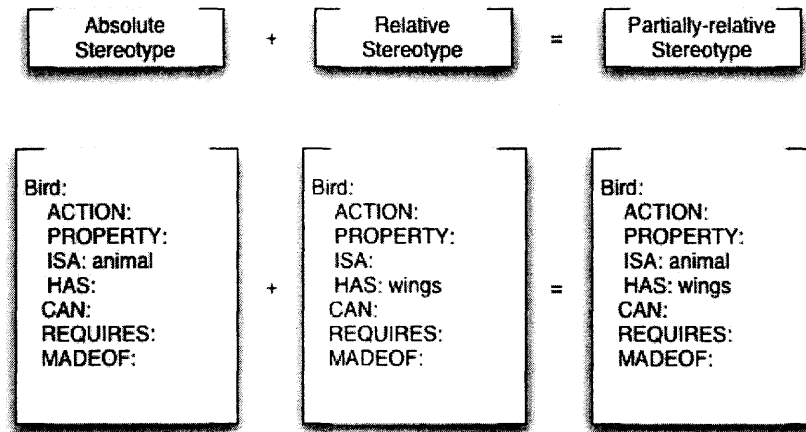 Absolute
Stereotype
+
Relative
Stereotype
=
Partially-relative
Stereotype
Bird:
ACTION:
PROPERTY:
ISA: animal
HAS:
CAN:
REQUIRES:
MADEOF:
+
Bird:
ACTION:
PROPERTY:
ISA:
HAS: wings
CAN:
REQUIRES:
MADEOF:
=
Bird:
ACTION:
PROPERTY:
ISA: animal
HAS: wings
CAN:
REQUIRES:
MADEOF: